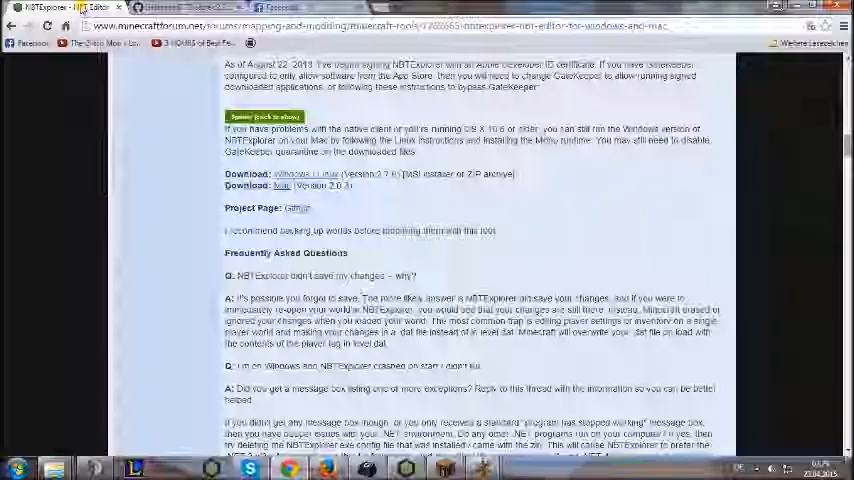 NBTExplorer - NBT Editor
Facebook
www.minecraftforum.net/forums/mapping-and-modding/minecraft-tools/1262665-nbtexplorer-nbt-editor-for-windows-and-mac
Facebook
3 HOURS of Best Fe...
Weitere Lesezeichen
As of August 22, 2013, I've begun signing NBTExplorer with an Apple Developer ID certificate. If you have Gatekeeper
configured to only allow software from the App Store, then you will need to change GateKeeper to allow running signed
downloaded applications, or following these instructions to bypass GateKeeper
Spoiler (click to show)
If you have problems with the native client or you're running OS X 10.6 or older, you can still run the Windows version of
NBTExplorer on your Mac by following the Linux instructions and installing the Mono runtime. You may still need to disable
GateKeeper quarantine on the downloaded files
Download: Windows / Linux (Version 2.7.6) [MSI installer or ZIP archive]
Download: Mac (Version 2.0.3)
Project Page: GitHub
I recommend backing up worlds before modifying them with this tool
Frequently Asked Questions
Q: NBTExplorer didn't save my changes – why?
A: It's possible you forgot to save. The more likely answer is NBTExplorer did save your changes, and if you were to
immediately re-open your world in NBTExplorer, you would see that your changes are still there. Instead, Minecraft erased or
ignored your changes when you loaded your world. The most common trap is editing player settings or inventory on a single
player world and making your changes in a .dat file instead of in level.dat. Minecraft will overwrite your .dat file on load with
the contents of the player tag in level.dat.
Q: I'm on Windows and NBTExplorer crashed on start / didn't run
A: Did you get a message box listing one or more exceptions? Reply to this thread with the information so you can be better
helped.
If you didn't get any message box though, or you only received a standard "program has stopped working" message box,
then you have deeper issues with your .NET environment. Do any other .NET programs run on your computer? If yes, then
try deleting the NBTExplorer.exe.config file that was installed / came with the zip. This will cause NBTExplorer to prefer the
DE
23.04.2015